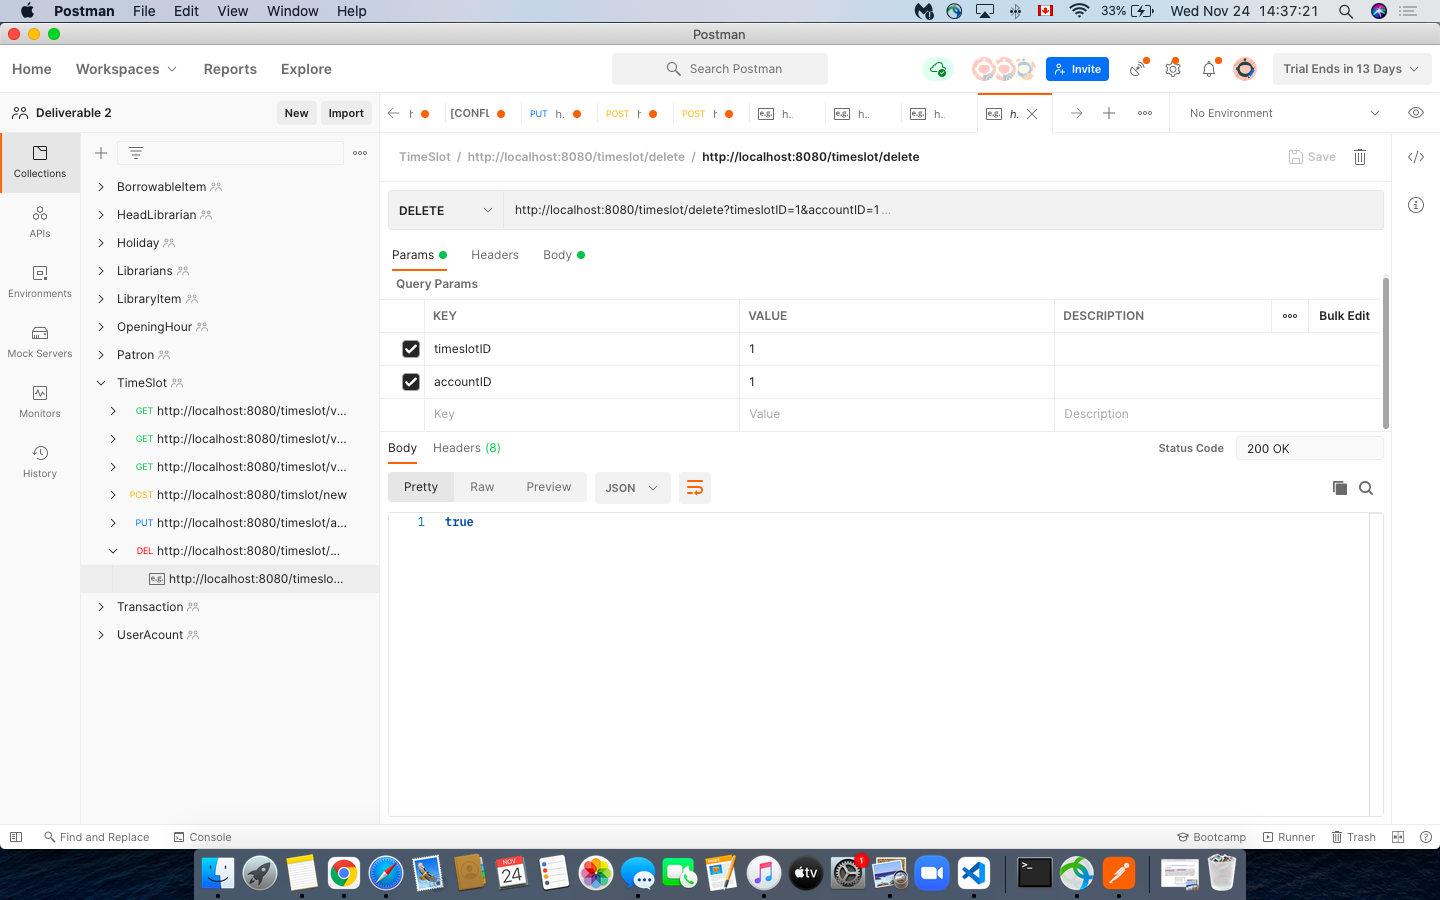 Postman File Edit View Window Help 33% Wed Nov 24 14:37:21
Postman
Home Workspaces Reports Explore Search Postman Invite Trial Ends in 13 Days
Deliverable 2 New Import
h [CONFL PUT h. POST h POST h e.g. h.. e.g. h.. e.g. h.. e.g. h. No Environment
TimeSlot / http://localhost:8080/timeslot/delete / http://localhost:8080/timeslot/delete Save
DELETE http://localhost:8080/timeslot/delete?timeslotID=1&accountID=1 ...
Params Headers Body
Query Params
KEY VALUE DESCRIPTION Bulk Edit
timeslotID 1
accountID 1
Key Value Description
Body Headers (8) Status Code 200 OK
Pretty Raw Preview JSON
1 true
Collections
APIs
Environments
Mock Servers
Monitors
History
BorrowableItem
HeadLibrarian
Holiday
Librarians
LibraryItem
OpeningHour
Patron
TimeSlot
GET http://localhost:8080/timeslot/v...
GET http://localhost:8080/timeslot/v...
GET http://localhost:8080/timeslot/v...
POST http://localhost:8080/timslot/new
PUT http://localhost:8080/timeslot/a...
DEL http://localhost:8080/timeslot/...
e.g. http://localhost:8080/timeslo...
Transaction
UserAcount
Find and Replace Console Bootcamp Runner Trash
NOV
24
tv
1